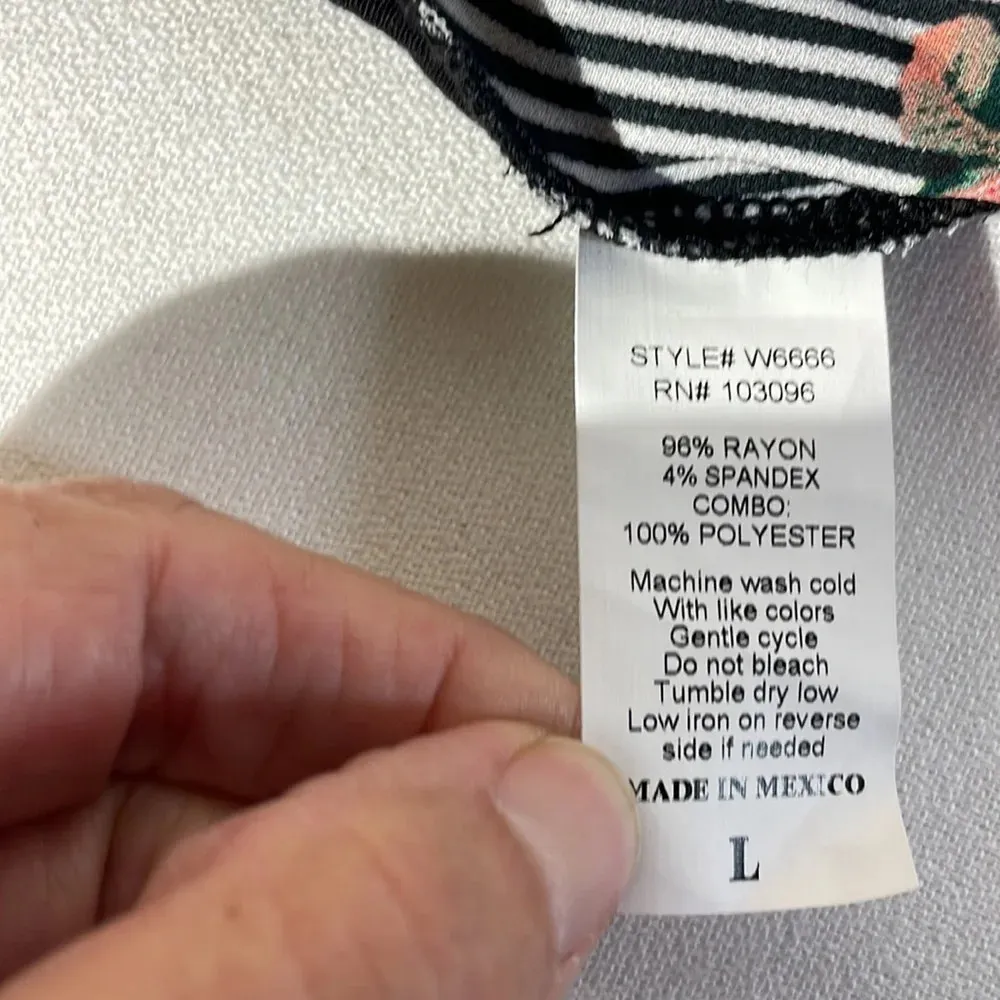 STYLE# W6666
RN# 103096
96% RAYON
4% SPANDEX
COMBO:
100% POLYESTER
Machine wash cold
With like colors
Gentle cycle
Do not bleach
Tumble dry low
Low iron on reverse
side if needed
MADE IN MEXICO
L